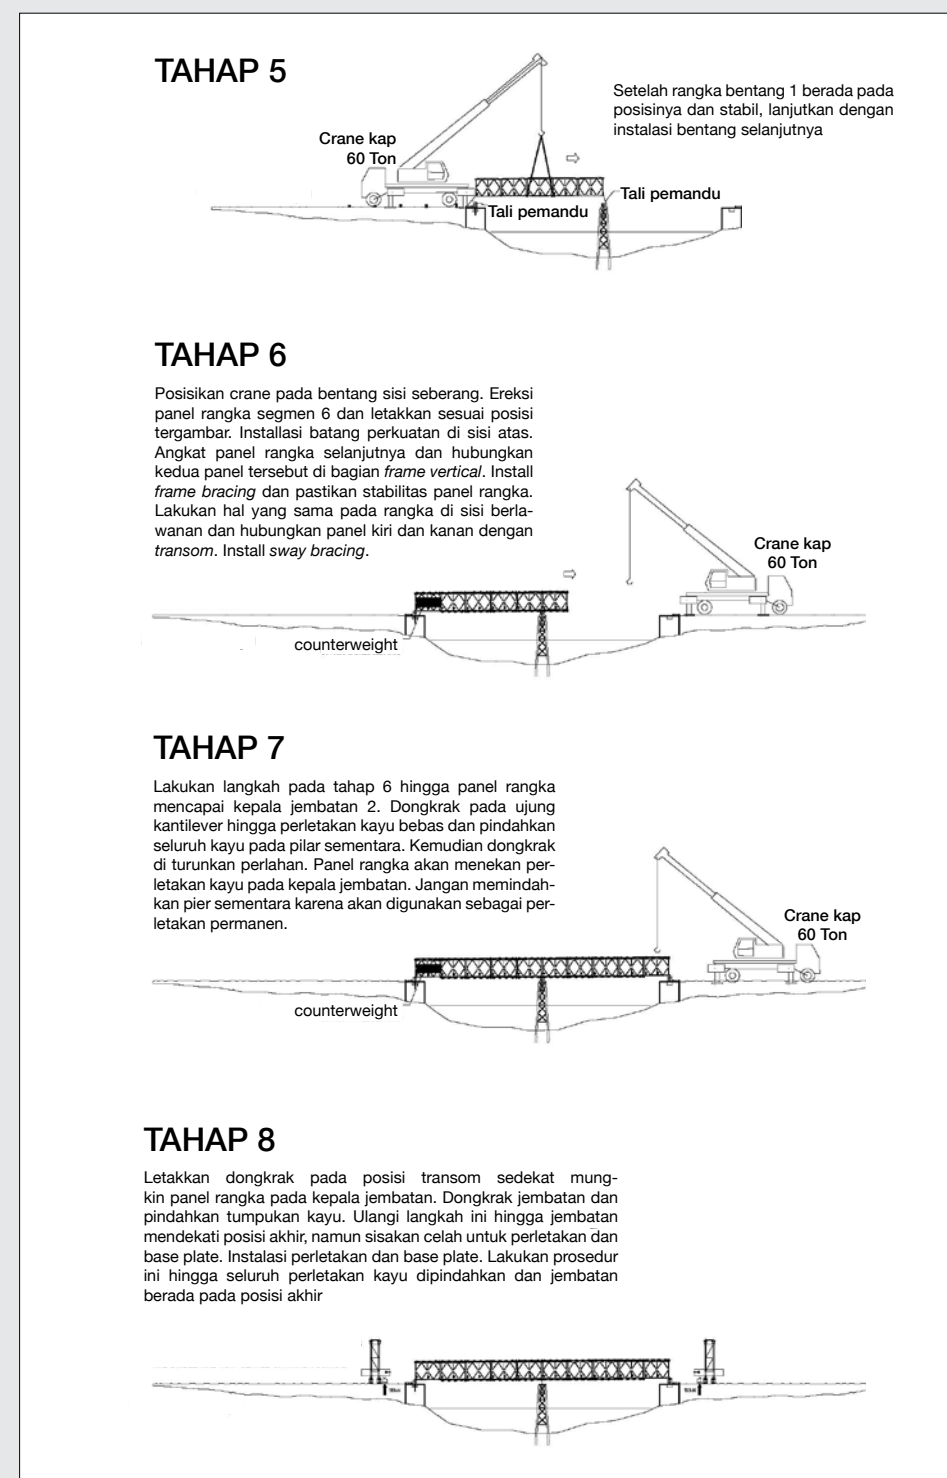 TAHAP 5
Setelah rangka bentang 1 berada pada
posisinya dan stabil, lanjutkan dengan
instalasi bentang selanjutnya
Crane kap
60 Ton
Tali pemandu
Tali pemandu
TAHAP 6
Posisikan crane pada bentang sisi seberang. Ereksi
panel rangka segmen 6 dan letakkan sesuai posisi
tergambar. Installasi batang perkuatan di sisi atas.
Angkat panel rangka selanjutnya dan hubungkan
kedua panel tersebut di bagian frame vertical. Install
frame bracing dan pastikan stabilitas panel rangka.
Lakukan hal yang sama pada rangka di sisi berla-
wanan dan hubungkan panel kiri dan kanan dengan
transom. Install sway bracing.
Crane kap
60 Ton
counterweight
TAHAP 7
Lakukan langkah pada tahap 6 hingga panel rangka
mencapai kepala jembatan 2. Dongkrak pada ujung
kantilever hingga perletakan kayu bebas dan pindahkan
seluruh kayu pada pilar sementara. Kemudian dongkrak
di turunkan perlahan. Panel rangka akan menekan per-
letakan kayu pada kepala jembatan. Jangan memindah-
kan pier sementara karena akan digunakan sebagai per-
letakan permanen.
Crane kap
60 Ton
counterweight
TAHAP 8
Letakkan dongkrak pada posisi transom sedekat mung-
kin panel rangka pada kepala jembatan. Dongkrak jembatan dan
pindahkan tumpukan kayu. Ulangi langkah ini hingga jembatan
mendekati posisi akhir, namun sisakan celah untuk perletakan dan
base plate. Instalasi perletakan dan base plate. Lakukan prosedur
ini hingga seluruh perletakan kayu dipindahkan dan jembatan
berada pada posisi akhir